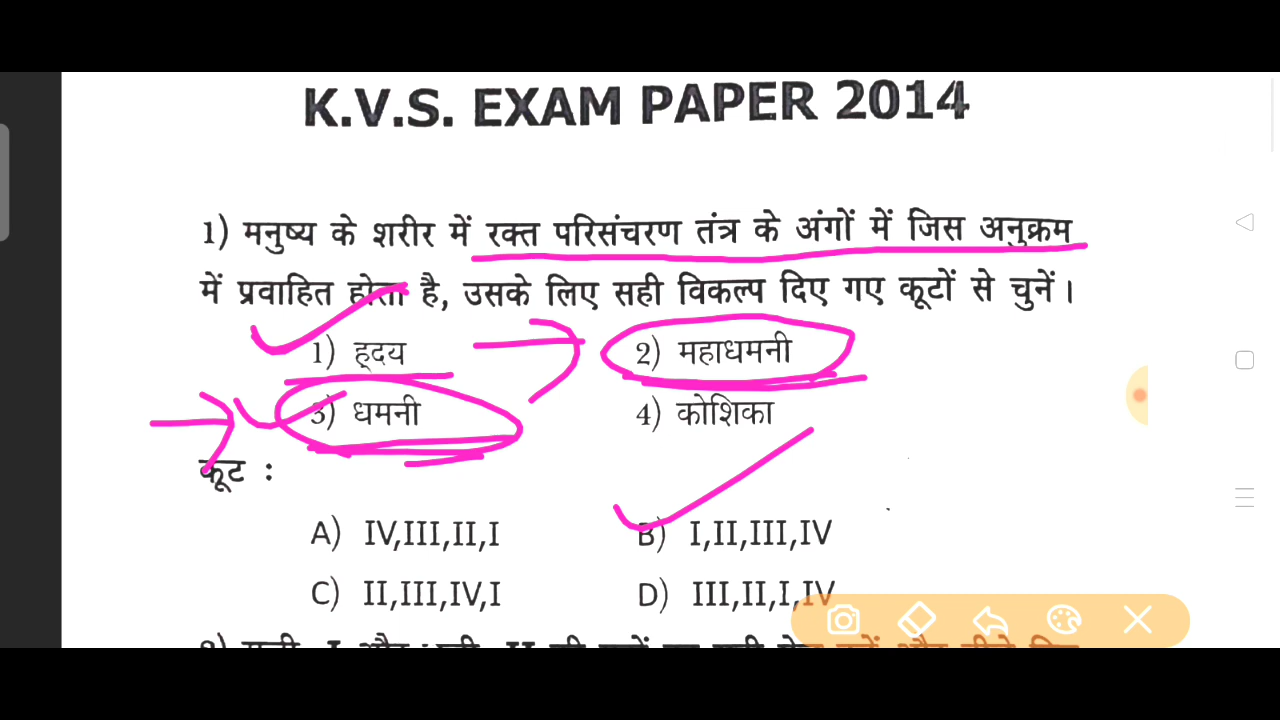 K.V.S. EXAM PAPER 2014
1) मनुष्य के शरीर में रक्त परिसंचरण तंत्र के अंगों में जिस अनुक्रम
में प्रवाहित होता है, उसके लिए सही विकल्प दिए गए कूटों से चुनें।
1) हृदय 2) महाधमनी
3) धमनी 4) कोशिका
कूट :
A) IV,III,II,I B) I,II,III,IV
C) II,III,IV,I D) III,II,I,IV